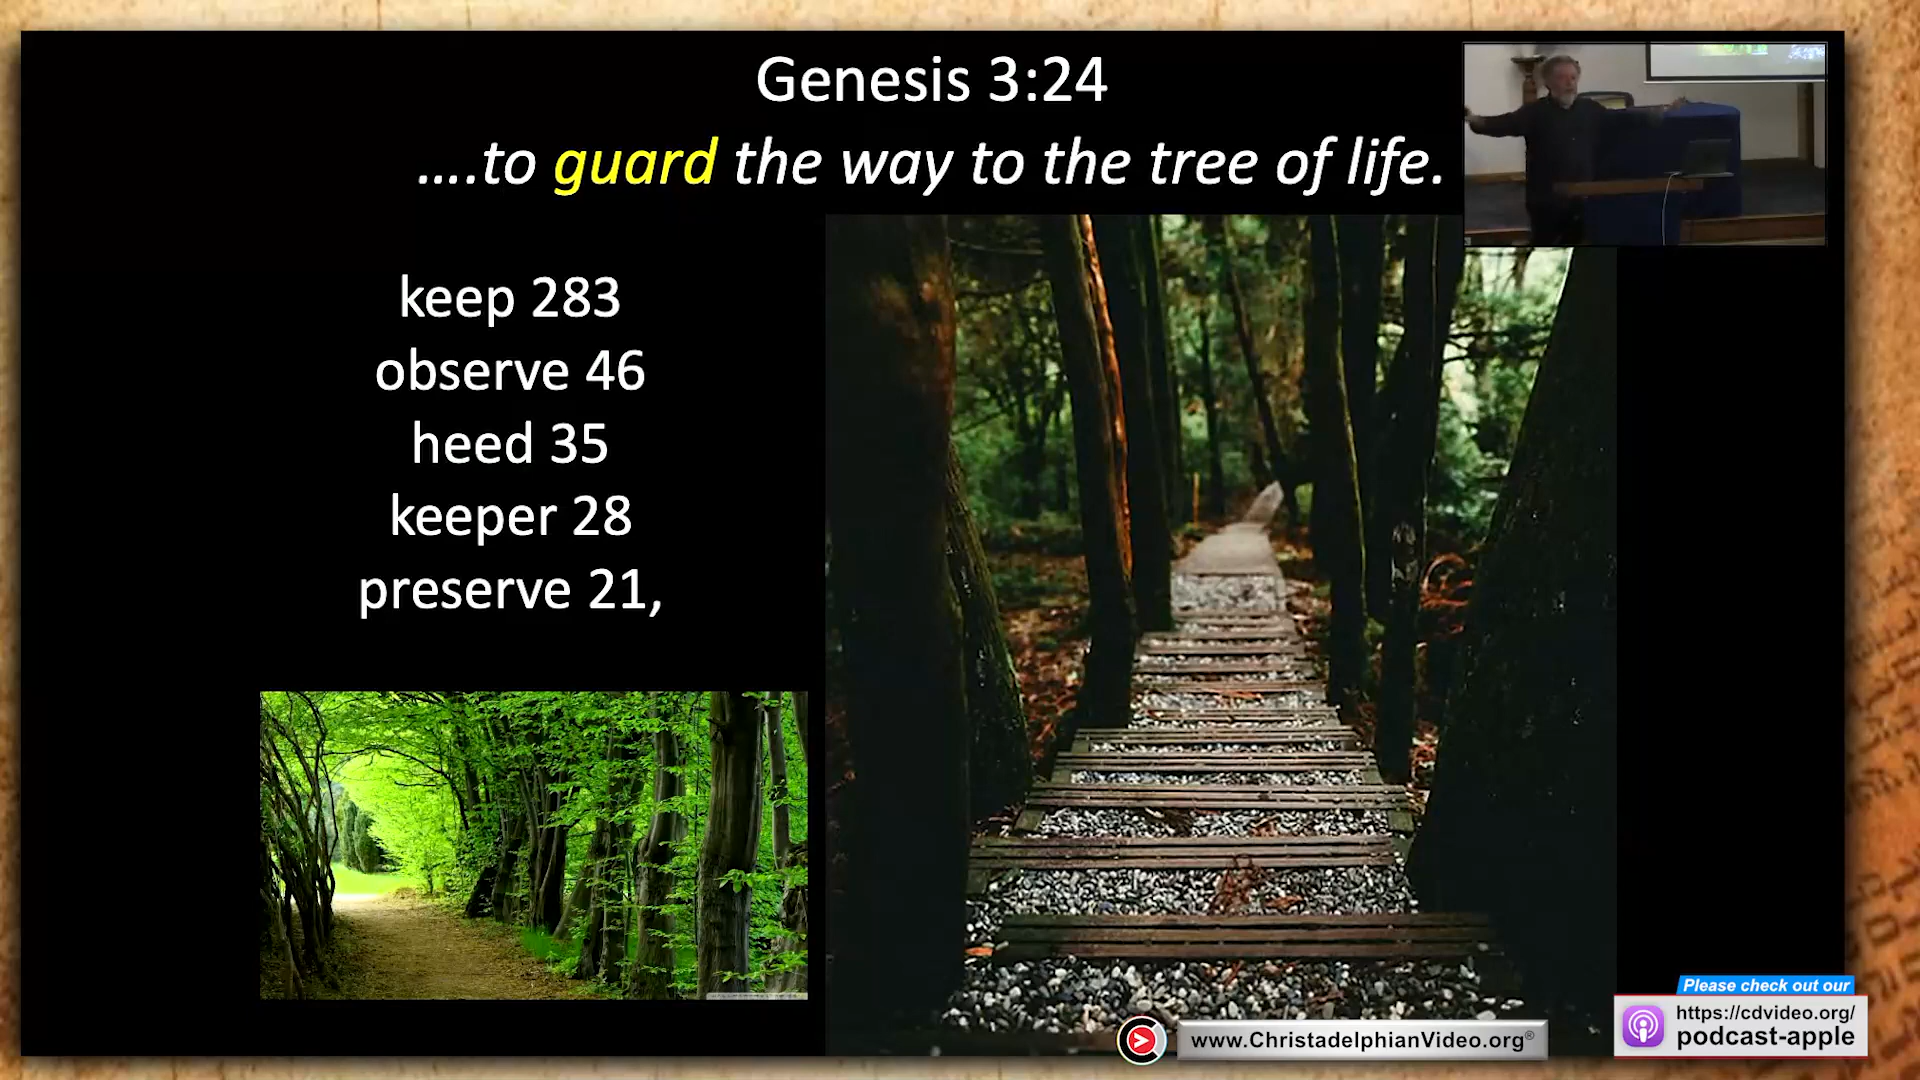 Genesis 3:24
....to guard the way to the tree of life.
keep 283
observe 46
heed 35
keeper 28
preserve 21,
Please check out our
https://cdvideo.org/
podcast-apple
www.ChristadelphianVideo.org®